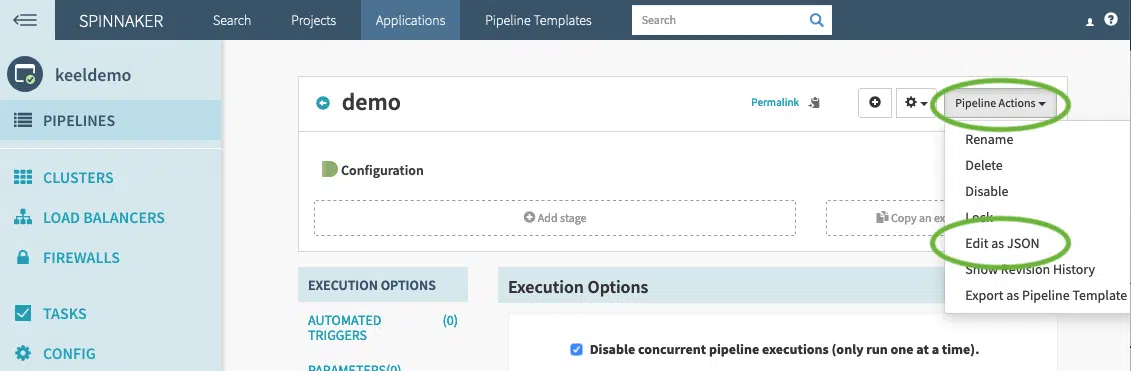 SPINNAKER Search Projects Applications Pipeline Templates Search
keeldemo
PIPELINES
CLUSTERS
LOAD BALANCERS
FIREWALLS
TASKS
CONFIG
demo Permalink Pipeline Actions
Rename
Delete
Disable
Lock
Edit as JSON
Show Revision History
Export as Pipeline Template
Configuration
Add stage Copy an ex
EXECUTION OPTIONS
AUTOMATED (0)
TRIGGERS
PARAMETERS(0)
Execution Options
Disable concurrent pipeline executions (only run one at a time).